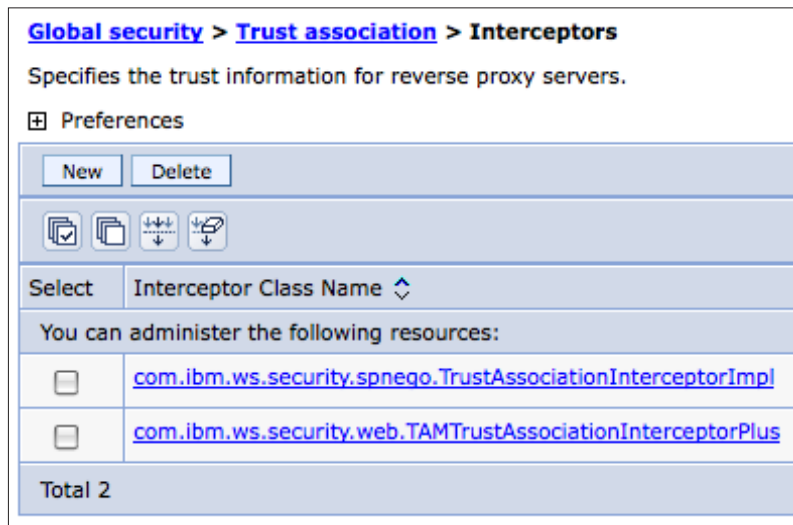 Global security > Trust association > Interceptors
Specifies the trust information for reverse proxy servers.
Preferences
New Delete
Select Interceptor Class Name
You can administer the following resources:
com.ibm.ws.security.spnego.TrustAssociationInterceptorImpl
com.ibm.ws.security.web.TAMTrustAssociationInterceptorPlus
Total 2